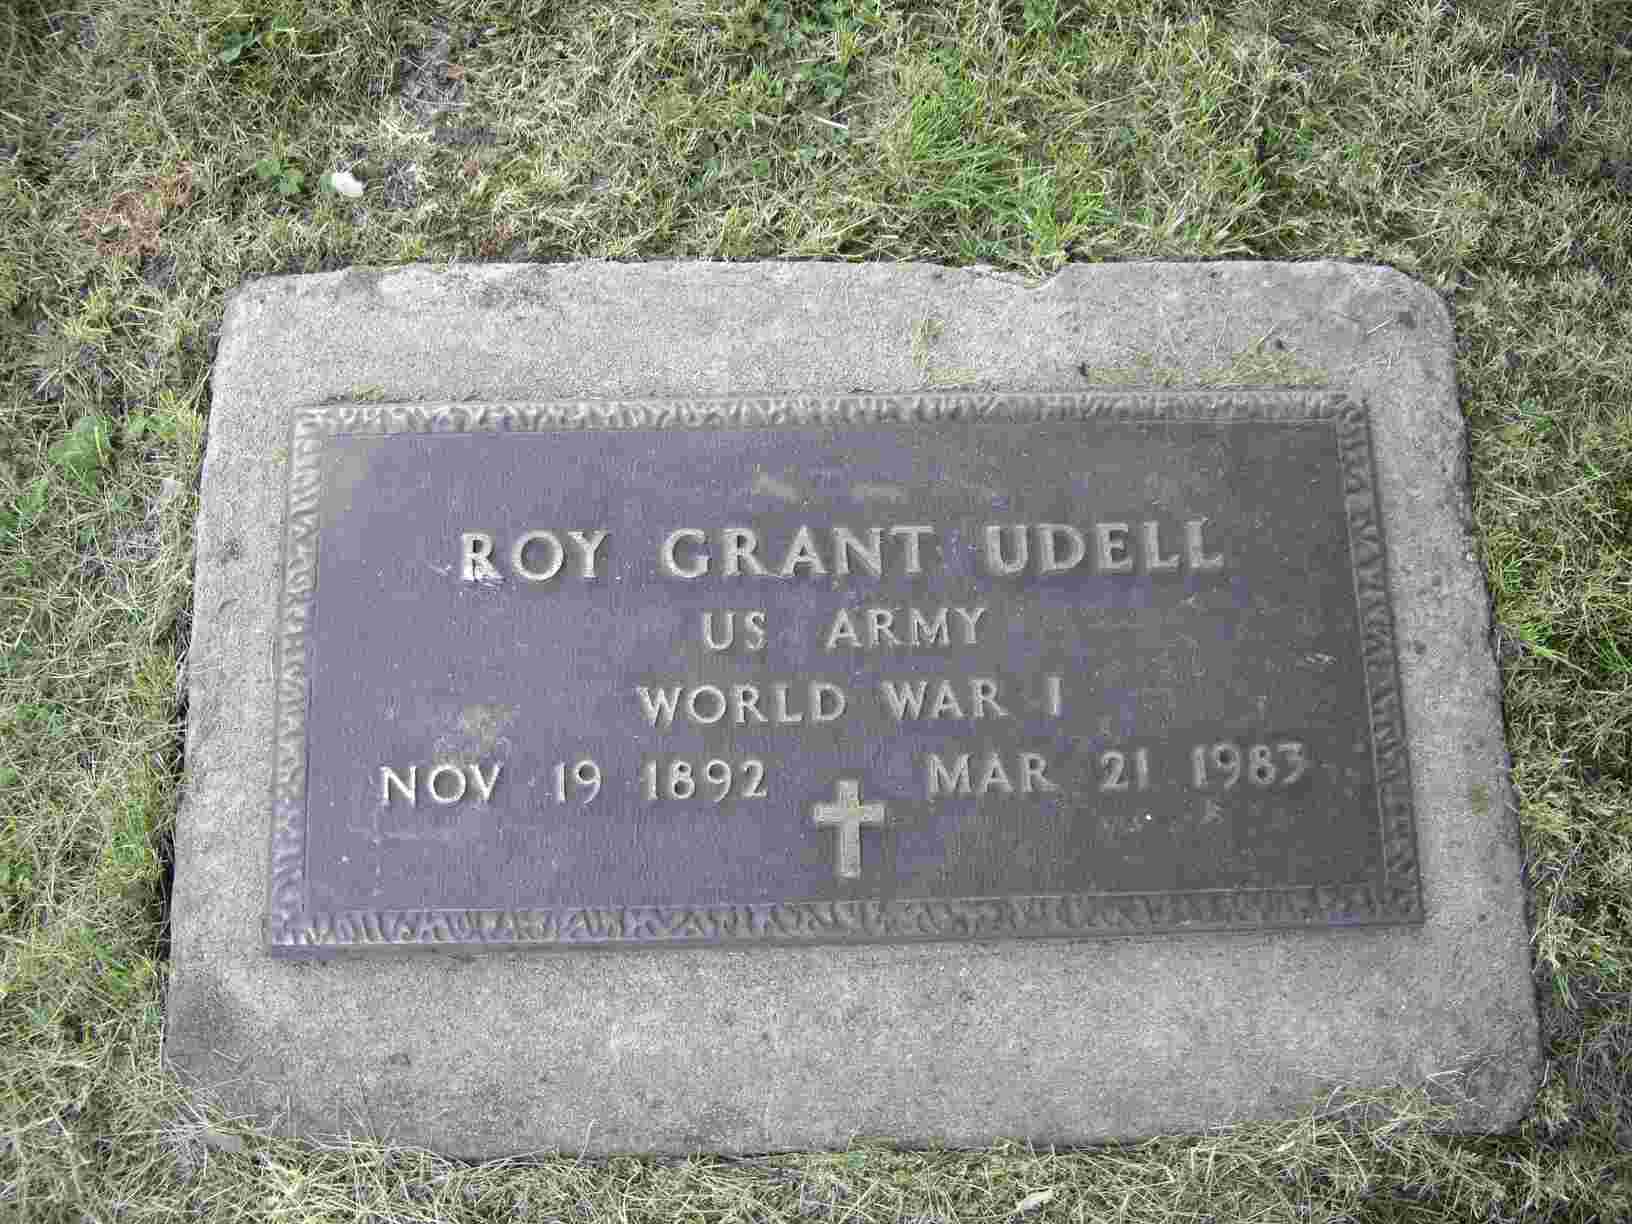 ROY GRANT UDELL
US ARMY
WORLD WAR I
NOV 19 1892 MAR 21 1983